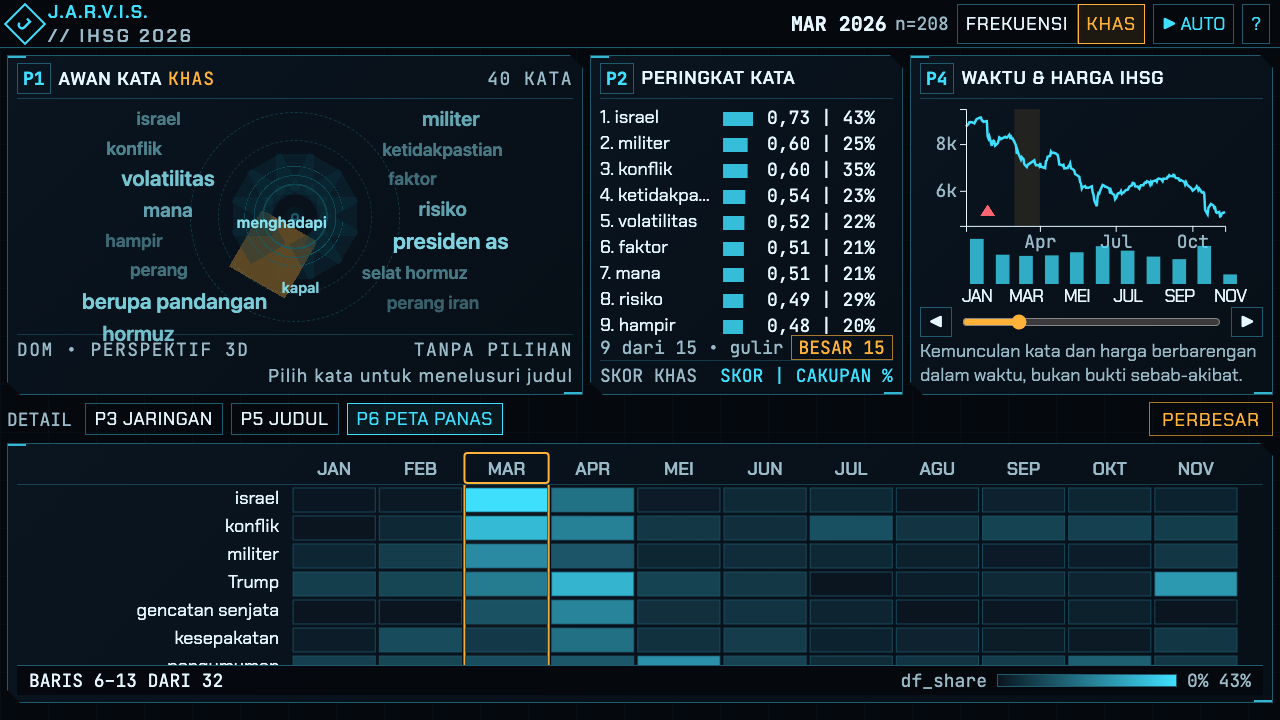 J.A.R.V.I.S.
// IHSG 2026
MAR 2026 n=208 FREKUENSI KHAS ▶ AUTO ?
P1 AWAN KATA KHAS 40 KATA
israel
konflik
volatilitas
mana
hampir
perang
berupa pandangan
hormuz
menghadapi
kapal
militer
ketidakpastian
faktor
risiko
presiden as
selat hormuz
perang iran
DOM • PERSPEKTIF 3D TANPA PILIHAN
Pilih kata untuk menelusuri judul
P2 PERINGKAT KATA
1. israel 0,73 | 43%
2. militer 0,60 | 25%
3. konflik 0,60 | 35%
4. ketidakpa... 0,54 | 23%
5. volatilitas 0,52 | 22%
6. faktor 0,51 | 21%
7. mana 0,51 | 21%
8. risiko 0,49 | 29%
9. hampir 0,48 | 20%
9 dari 15 • gulir BESAR 15
SKOR KHAS SKOR | CAKUPAN %
P4 WAKTU & HARGA IHSG
8k
6k
Apr Jul Oct
JAN MAR MEI JUL SEP NOV
◀ ▶
Kemunculan kata dan harga berbarengan
dalam waktu, bukan bukti sebab-akibat.
DETAIL P3 JARINGAN P5 JUDUL P6 PETA PANAS PERBESAR
JAN FEB MAR APR MEI JUN JUL AGU SEP OKT NOV
israel
konflik
militer
Trump
gencatan senjata
kesepakatan
BARIS 6–13 DARI 32 df_share 0% 43%